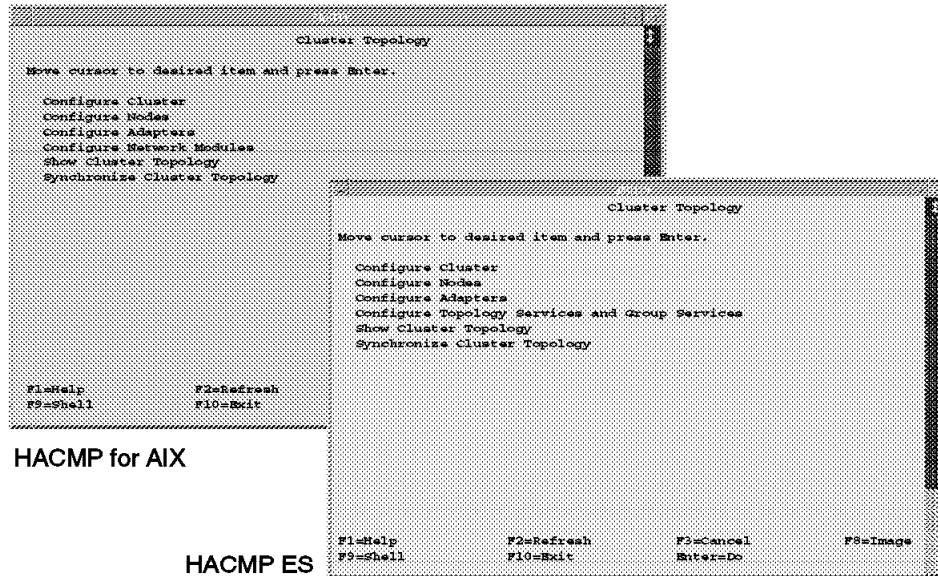 Cluster Topology
Move cursor to desired item and press Enter.
Configure Cluster
Configure Nodes
Configure Adapters
Configure Network Modules
Show Cluster Topology
Synchronize Cluster Topology
F1=Help F2=Refresh
F9=Shell F10=Exit
HACMP for AIX
Cluster Topology
Move cursor to desired item and press Enter.
Configure Cluster
Configure Nodes
Configure Adapters
Configure Topology Services and Group Services
Show Cluster Topology
Synchronize Cluster Topology
F1=Help F2=Refresh F3=Cancel F8=Image
F9=Shell F10=Exit Enter=Do
HACMP ES